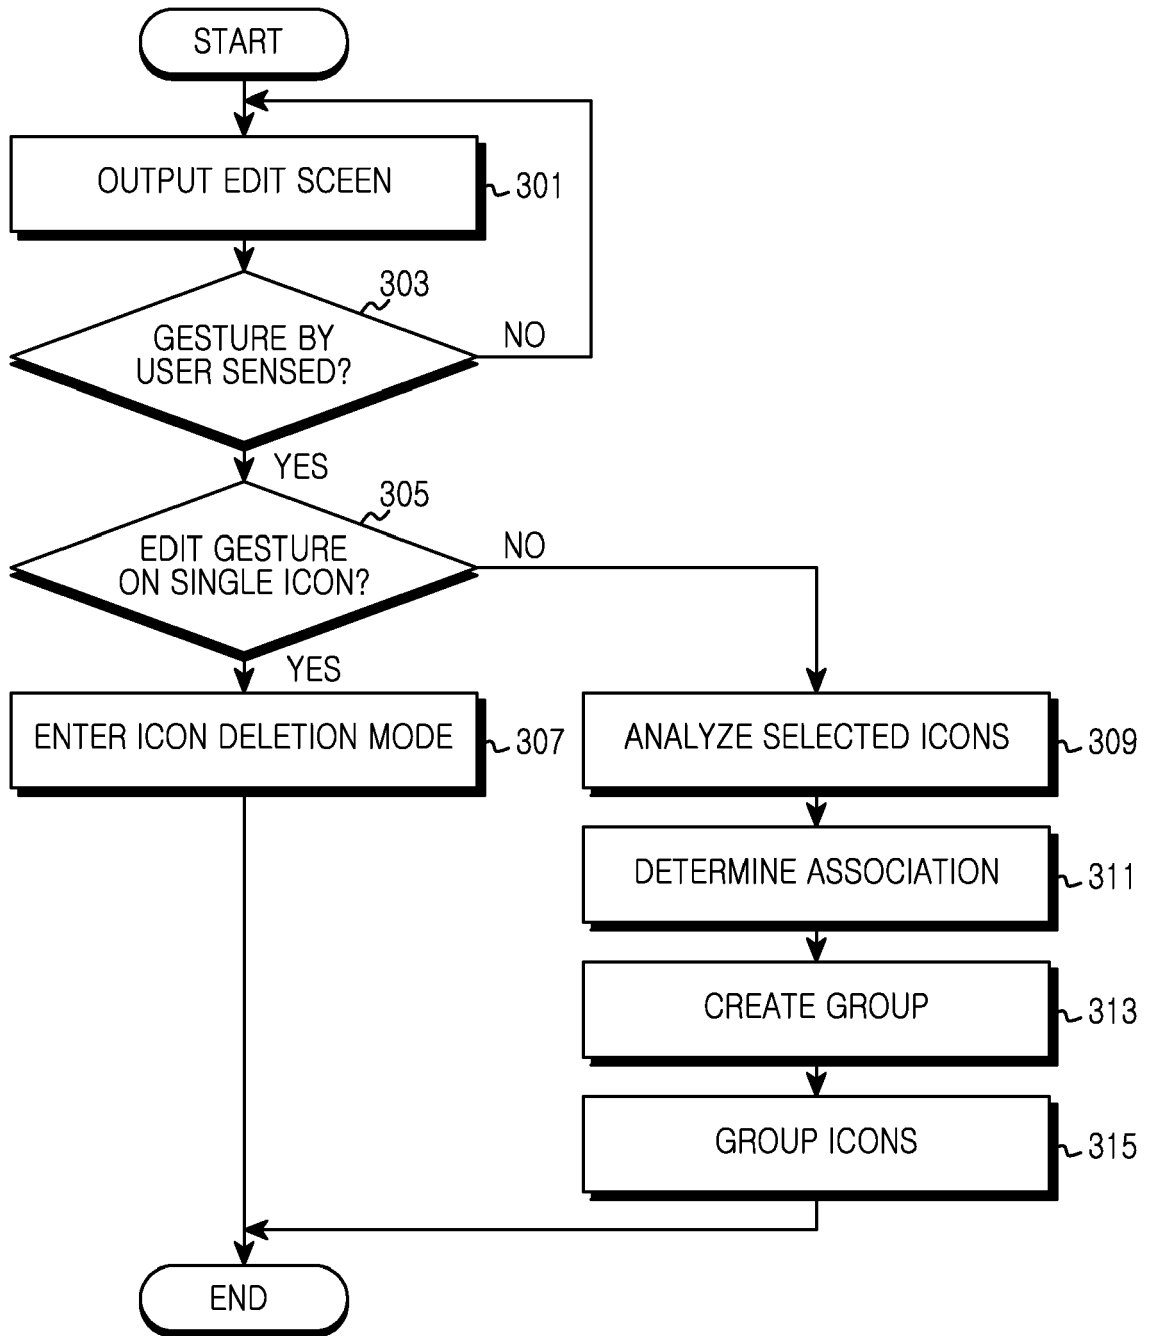 START
OUTPUT EDIT SCEEN
301
303
GESTURE BY
USER SENSED?
NO
YES
305
EDIT GESTURE
ON SINGLE ICON?
NO
YES
ENTER ICON DELETION MODE
307
ANALYZE SELECTED ICONS
309
DETERMINE ASSOCIATION
311
CREATE GROUP
313
GROUP ICONS
315
END